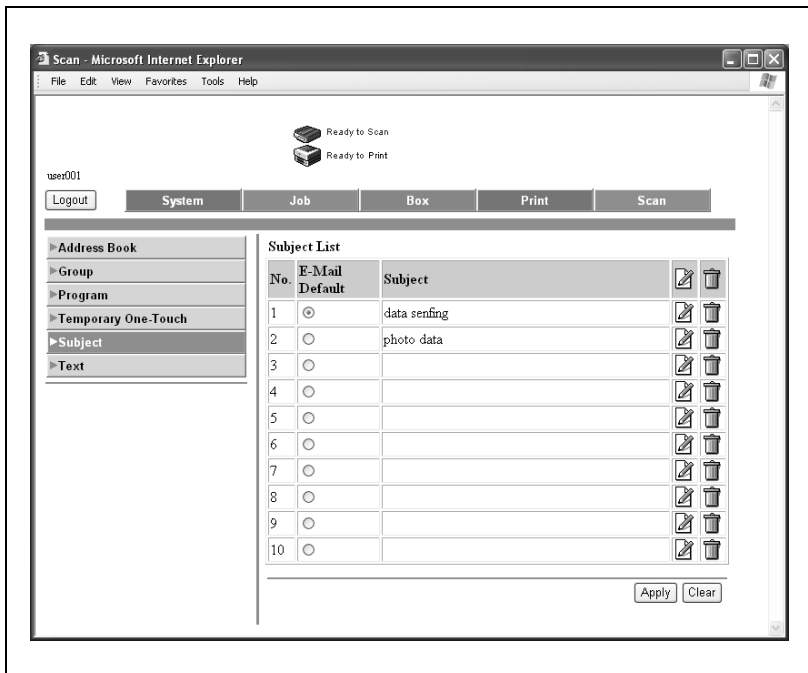 Scan - Microsoft Internet Explorer
File Edit View Favorites Tools Help
Ready to Scan
Ready to Print
user001
Logout System Job Box Print Scan
Address Book
Group
Program
Temporary One-Touch
Subject
Text
Subject List
No. E-Mail Default Subject
1 data senfing
2 photo data
3
4
5
6
7
8
9
10
Apply Clear